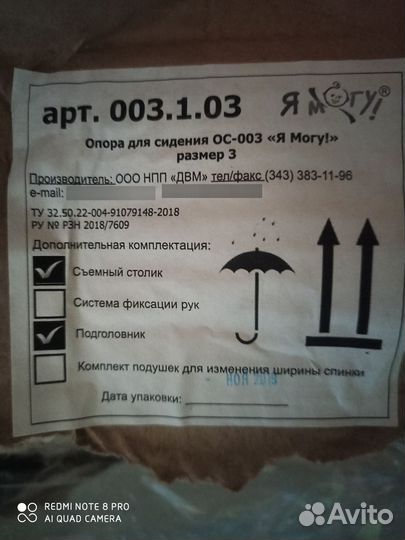 арт. 003.1.03
Я МОГУ!®
Опора для сидения ОС-003 «Я Могу!»
размер 3
Производитель: ООО НПП «ДВМ» тел/факс (343) 383-11-96
e-mail:
ТУ 32.50.22-004-91079148-2018
РУ № РЗН 2018/7609
Дополнительная комплектация:
Съемный столик
Система фиксации рук
Подголовник
Комплект подушек для изменения ширины спинки
Дата упаковки:
НОЯ 2018
REDMI NOTE 8 PRO
AI QUAD CAMERA
Avito